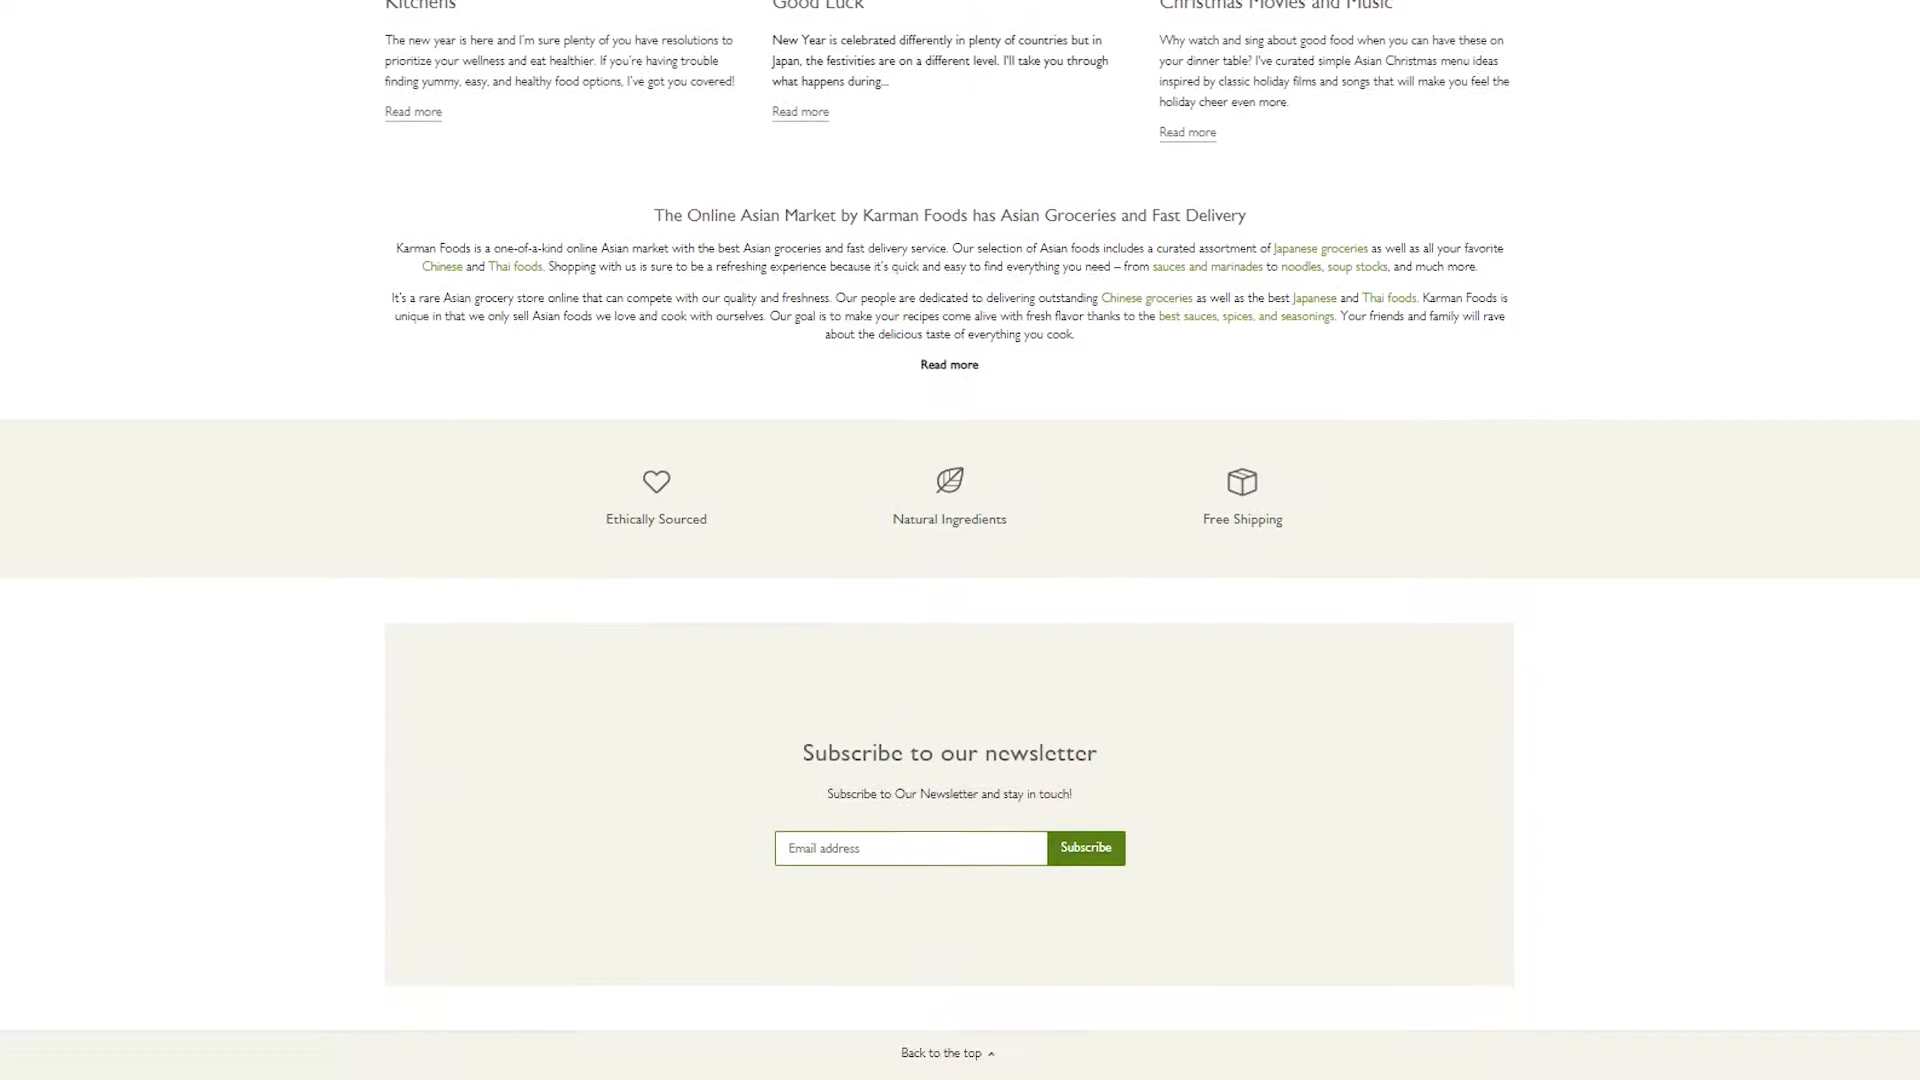 Kitchens
The new year is here and I'm sure plenty of you have resolutions to
prioritize your wellness and eat healthier. If you're having trouble
finding yummy, easy, and healthy food options, I've got you covered!
Read more
Good Luck
New Year is celebrated differently in plenty of countries but in
Japan, the festivities are on a different level. I'll take you through
what happens during...
Read more
Christmas Movies and Music
Why watch and sing about good food when you can have these on
your dinner table? I've curated simple Asian Christmas menu ideas
inspired by classic holiday films and songs that will make you feel the
holiday cheer even more.
Read more
The Online Asian Market by Karman Foods has Asian Groceries and Fast Delivery
Karman Foods is a one-of-a-kind online Asian market with the best Asian groceries and fast delivery service. Our selection of Asian foods includes a curated assortment of Japanese groceries as well as all your favorite
Chinese and Thai foods. Shopping with us is sure to be a refreshing experience because it's quick and easy to find everything you need – from sauces and marinades to noodles, soup stocks, and much more.
It's a rare Asian grocery store online that can compete with our quality and freshness. Our people are dedicated to delivering outstanding Chinese groceries as well as the best Japanese and Thai foods. Karman Foods is
unique in that we only sell Asian foods we love and cook with ourselves. Our goal is to make your recipes come alive with fresh flavor thanks to the best sauces, spices, and seasonings. Your friends and family will rave
about the delicious taste of everything you cook.
Read more
Ethically Sourced
Natural Ingredients
Free Shipping
Subscribe to our newsletter
Subscribe to Our Newsletter and stay in touch!
Email address
Subscribe
Back to the top